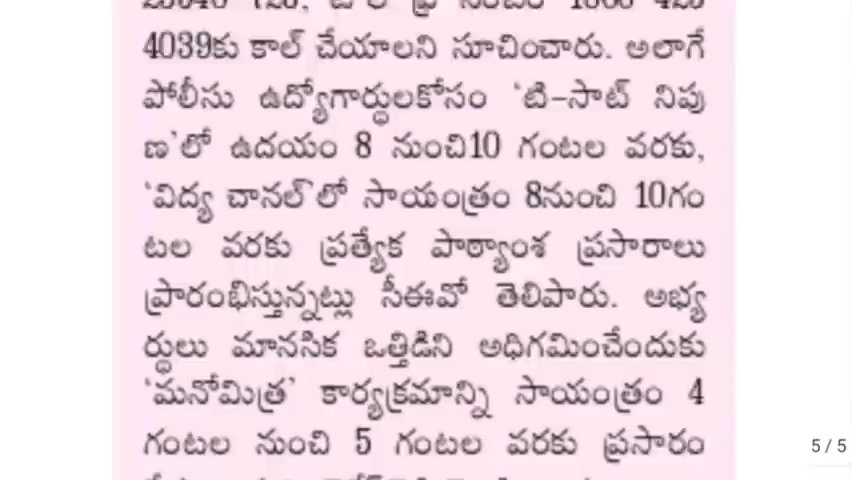 4039కు కాల్ చేయాలని సూచించారు. అలాగే
పోలీసు ఉద్యోగార్థులకోసం 'టి-సాట్ నిపు
ణ'లో ఉదయం 8 నుంచి10 గంటల వరకు,
'విద్య చానల్'లో సాయంత్రం 8నుంచి 10గం
టల వరకు ప్రత్యేక పాఠ్యాంశ ప్రసారాలు
ప్రారంభిస్తున్నట్లు సీఈవో తెలిపారు. అభ్య
ర్థులు మానసిక ఒత్తిడిని అధిగమించేందుకు
'మనోమిత్ర' కార్యక్రమాన్ని సాయంత్రం 4
గంటల నుంచి 5 గంటల వరకు ప్రసారం
5 / 5